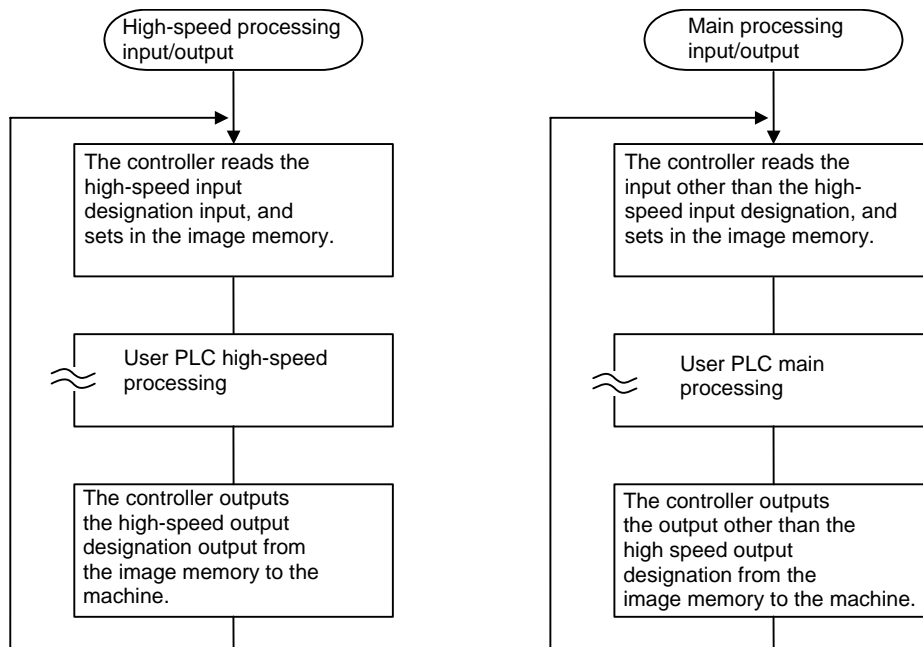 High-speed processing
input/output
The controller reads the
high-speed input
designation input, and
sets in the image memory.
User PLC high-speed
processing
The controller outputs
the high-speed output
designation output from
the image memory to the
machine.
Main processing
input/output
The controller reads the
input other than the high-
speed input designation, and
sets in the image memory.
User PLC main
processing
The controller outputs
the output other than the
high speed output
designation from the
image memory to the machine.